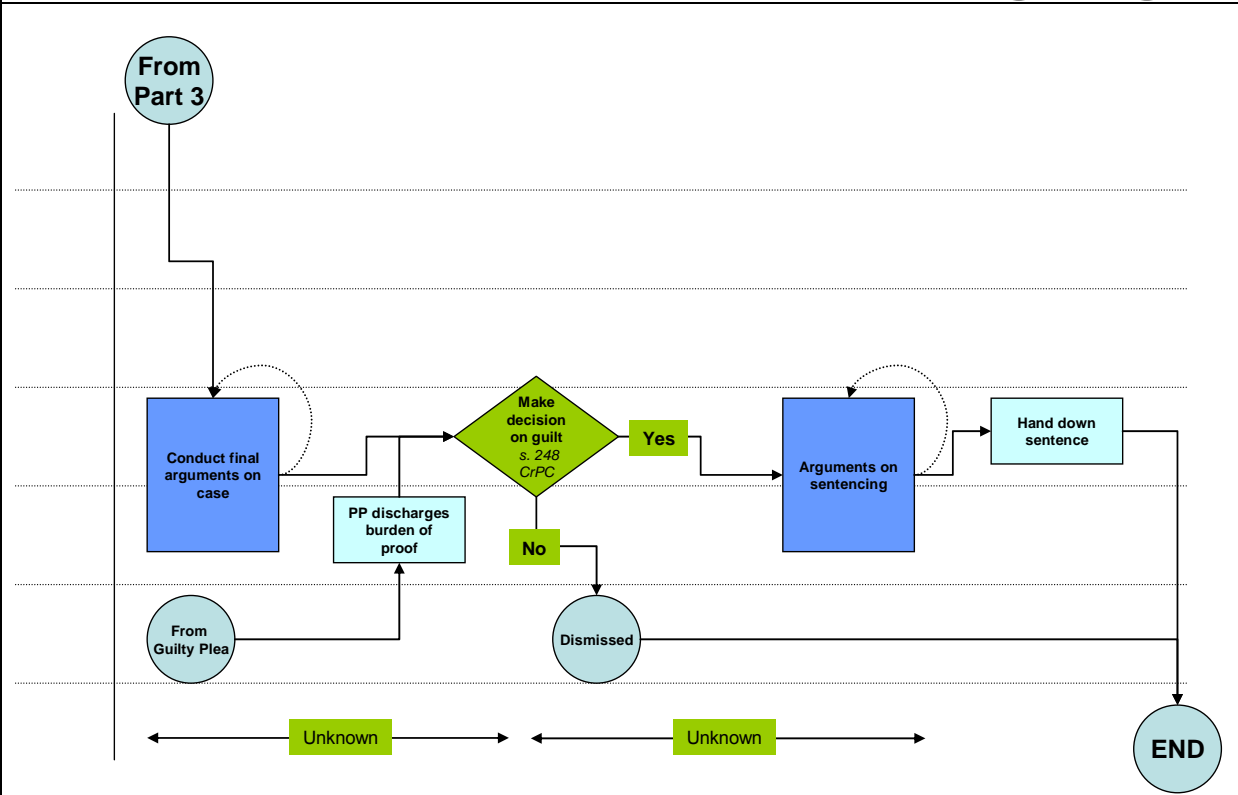 From
Part 3
Conduct final
arguments on
case
PP discharges
burden of
proof
From
Guilty Plea
Make
decision
on guilt
s. 248
CrPC
Yes
No
Dismissed
Arguments on
sentencing
Hand down
sentence
Unknown
Unknown
END